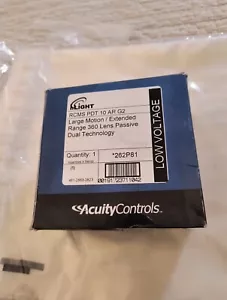 nLIGHT
RCMS PDT 10 AR G2
Large Motion / Extended
Range 360 Lens Passive
Dual Technology
Quantity: 1
*262P81
LOW VOLTAGE
AcuityControls.